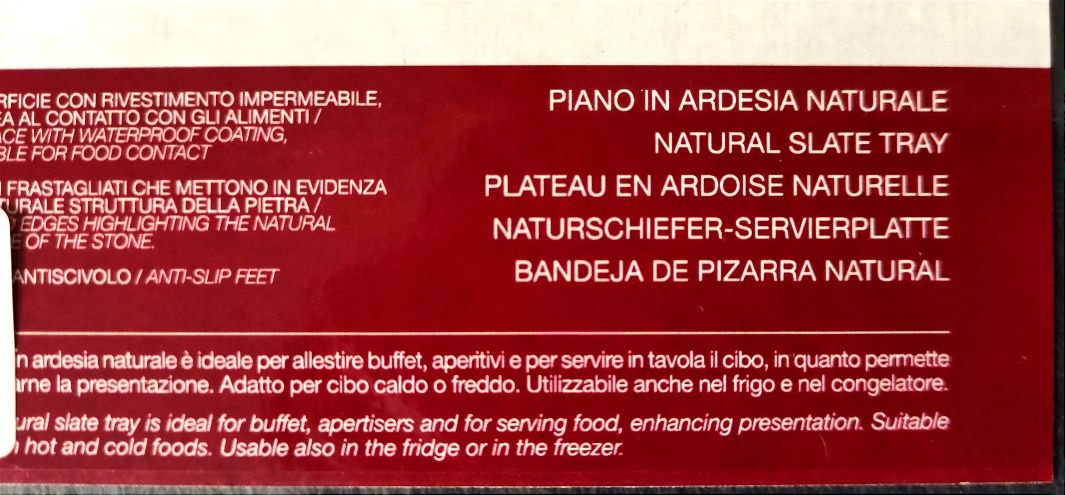 RFICIE CON RIVESTIMENTO IMPERMEABILE,
EA AL CONTATTO CON GLI ALIMENTI /
ACE WITH WATERPROOF COATING,
BLE FOR FOOD CONTACT
I FRASTAGLIATI CHE METTONO IN EVIDENZA
TURALE STRUTTURA DELLA PIETRA /
D EDGES HIGHLIGHTING THE NATURAL
E OF THE STONE.
ANTISCIVOLO / ANTI-SLIP FEET
PIANO IN ARDESIA NATURALE
NATURAL SLATE TRAY
PLATEAU EN ARDOISE NATURELLE
NATURSCHIEFER-SERVIERPLATTE
BANDEJA DE PIZARRA NATURAL
in ardesia naturale è ideale per allestire buffet, aperitivi e per servire in tavola il cibo, in quanto permette
arne la presentazione. Adatto per cibo caldo o freddo. Utilizzabile anche nel frigo e nel congelatore.
ural slate tray is ideal for buffet, apertisers and for serving food, enhancing presentation. Suitable
hot and cold foods. Usable also in the fridge or in the freezer.